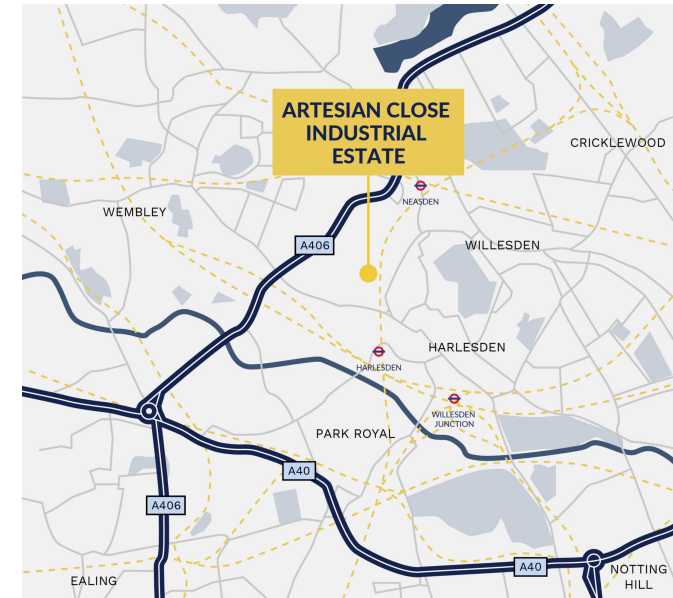 ARTESIAN CLOSE
INDUSTRIAL
ESTATE
CRICKLEWOOD
NEASDEN
WEMBLEY
A406
WILLESDEN
HARLESDEN
HARLESDEN
WILLESDEN
JUNCTION
PARK ROYAL
A40
A406
A40
NOTTING
HILL
EALING